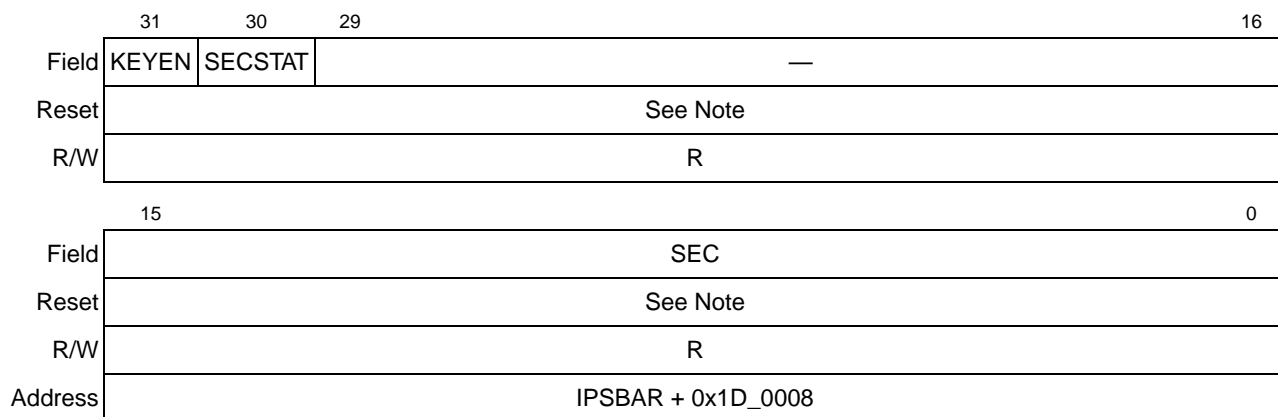 31 30 29 16
Field KEYEN SECSTAT —
Reset See Note
R/W R
15 0
Field SEC
Reset See Note
R/W R
Address IPSBAR + 0x1D_0008